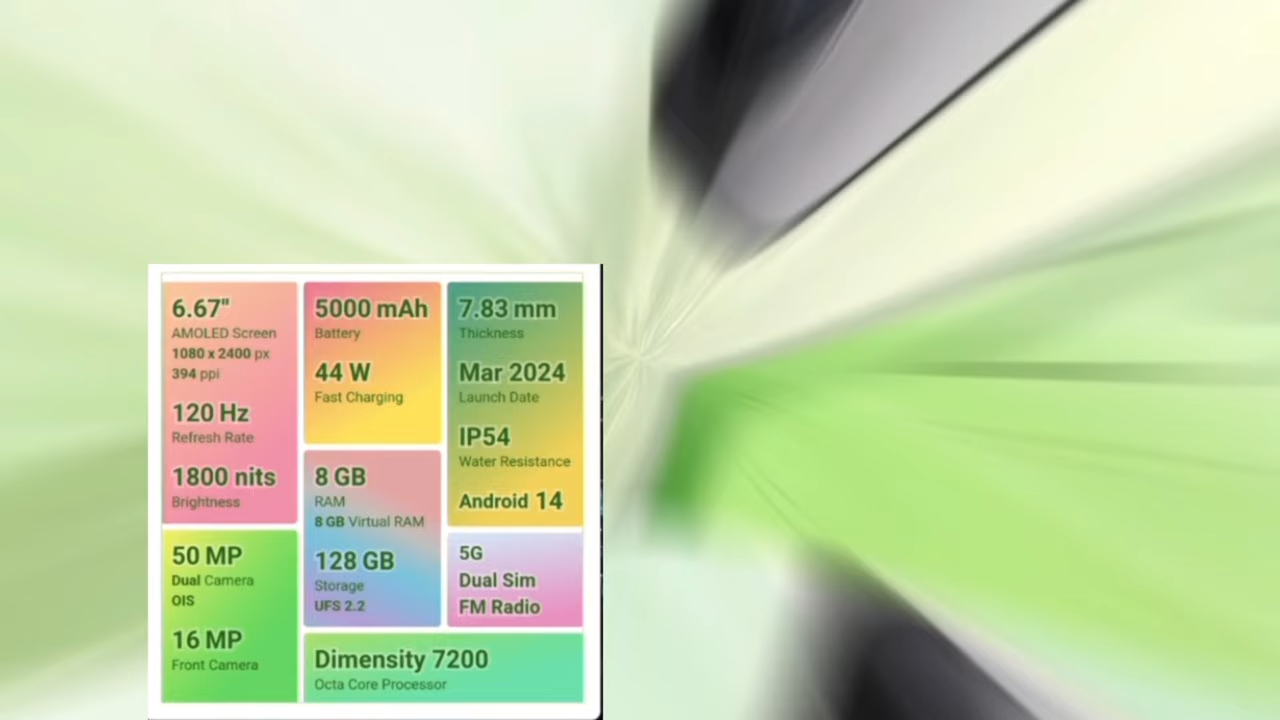 6.67"
AMOLED Screen
1080 x 2400 px
394 ppi
120 Hz
Refresh Rate
1800 nits
Brightness
50 MP
Dual Camera
OIS
16 MP
Front Camera
5000 mAh
Battery
44 W
Fast Charging
8 GB
RAM
8 GB Virtual RAM
128 GB
Storage
UFS 2.2
7.83 mm
Thickness
Mar 2024
Launch Date
IP54
Water Resistance
Android 14
5G
Dual Sim
FM Radio
Dimensity 7200
Octa Core Processor